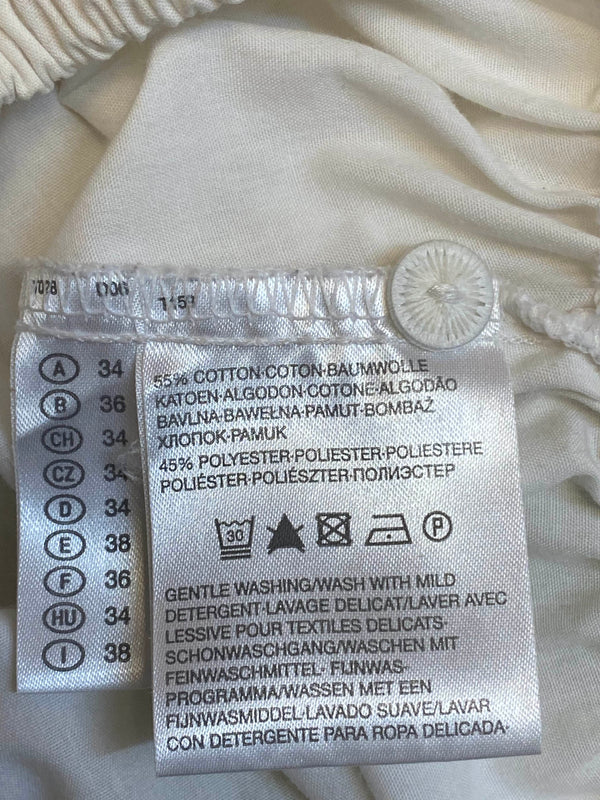 A 34
B 36
CH 34
CZ 34
D 34
E 38
F 36
HU 34
I 38
55% COTTON·COTON·BAUMWOLLE
KATOEN·ALGODON·COTONE·ALGODÃO
BAVLNA·BAWEŁNA·PAMUT·BOMBAŽ
ХЛОПОК·PAMUK
45% POLYESTER·POLIESTER·POLIESTERE
POLIÉSTER·POLIÉSZTER·ПОЛИЭСТЕР
30 P
GENTLE WASHING/WASH WITH MILD
DETERGENT·LAVAGE DELICAT/LAVER AVEC
LESSIVE POUR TEXTILES DELICATS·
SCHONWASCHGANG/WASCHEN MIT
FEINWASCHMITTEL· FIJNWAS-
PROGRAMMA/WASSEN MET EEN
FIJNWASMIDDEL·LAVADO SUAVE/LAVAR
CON DETERGENTE PARA ROPA DELICADA·